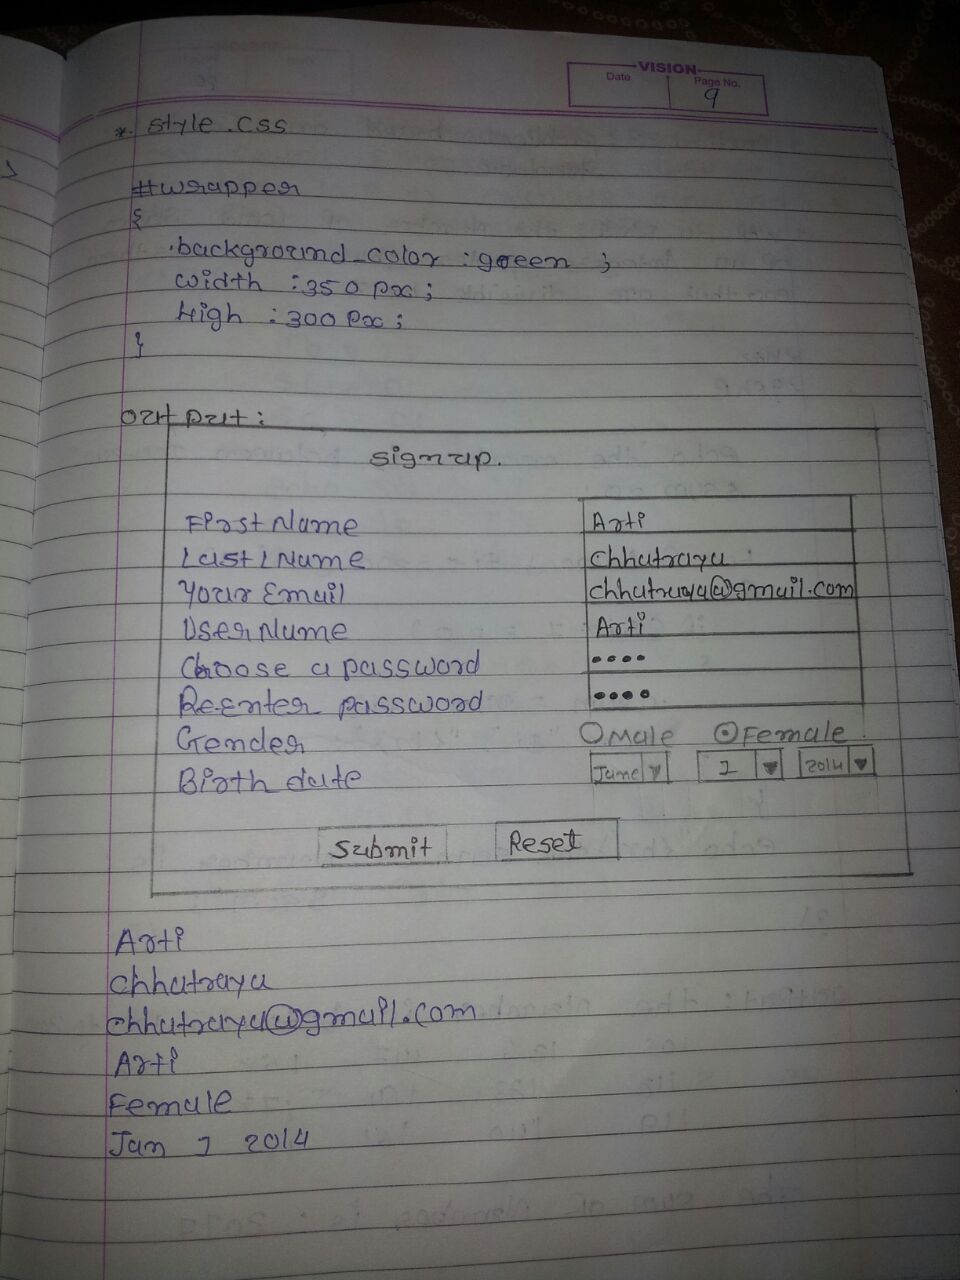 VISION
Date
Page No.
9
* style.css
#wrapper
{
background_color : green ;
width : 350 px ;
High : 300 px ;
}
output :
signup.
First Name Arti
Last Name chhatraya
Your Email chhatraya@gmail.com
User Name Arti
Choose a password ••••
Re-Enter password ••••
Gender Male Female
Birth date 1 2014
Submit Reset
Arti
chhatraya
chhatraya@gmail.com
Arti
Female
Jan 1 2014